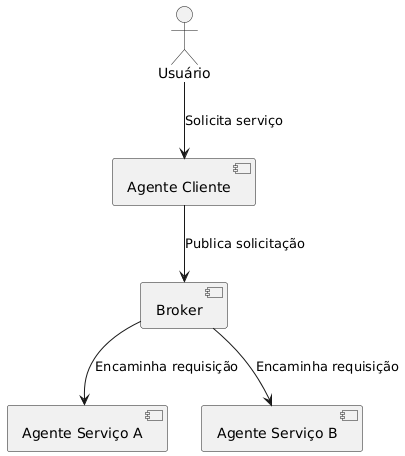 Usuário
Solicita serviço
Agente Cliente
Publica solicitação
Broker
Encaminha requisição
Encaminha requisição
Agente Serviço A
Agente Serviço B